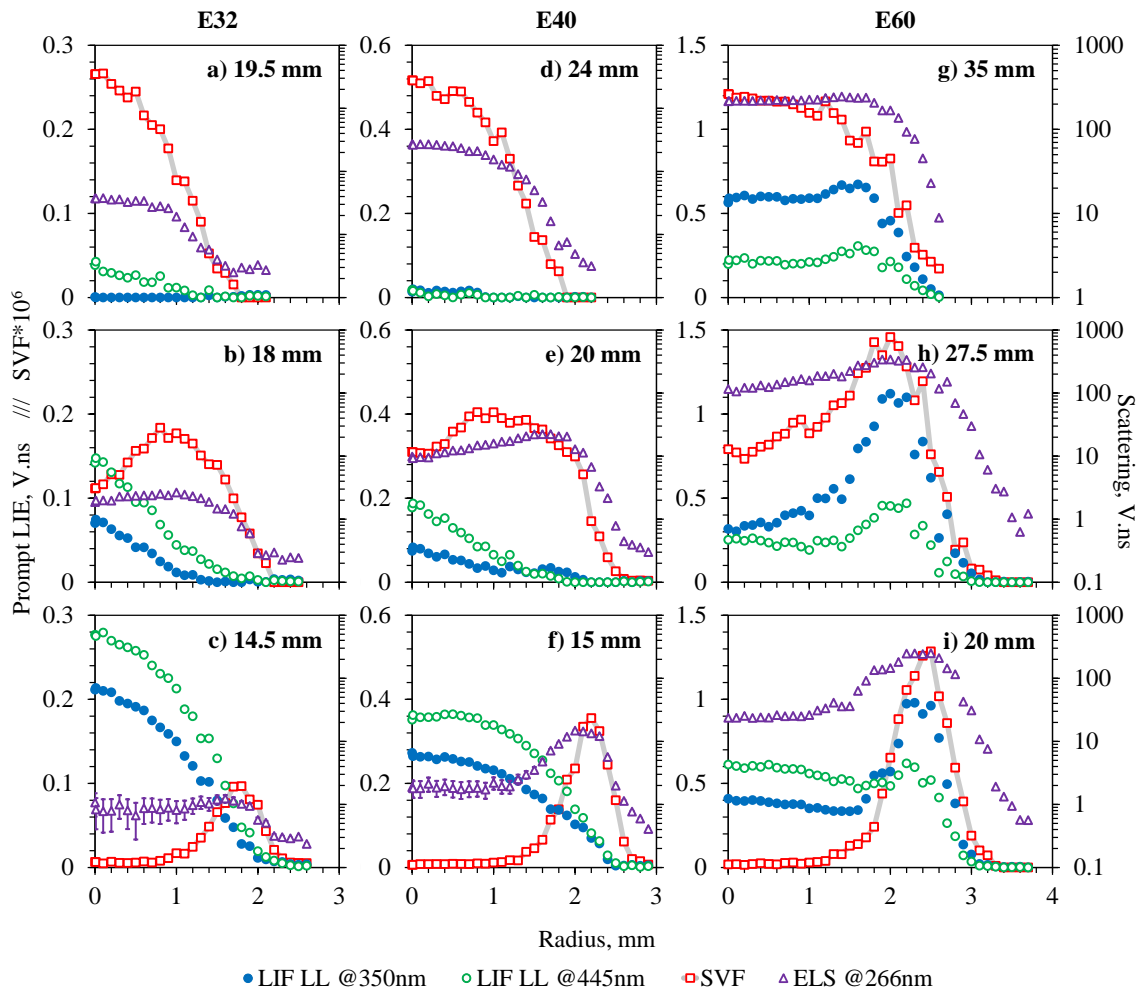 E32 E40 E60
0.3 0.6 1.5 1000
a) 19.5 mm d) 24 mm g) 35 mm
0.2 0.4 1 100
0.1 0.2 0.5 10
0 0 0 1
0.3 0.6 1.5 1000
b) 18 mm e) 20 mm h) 27.5 mm
0.2 0.4 1 100
10
0.1 0.2 0.5 1
0 0 0 0.1
0.3 0.6 1.5 1000
c) 14.5 mm f) 15 mm i) 20 mm
0.2 0.4 1 100
10
0.1 0.2 0.5 1
0 0 0 0.1
0 1 2 3 0 1 2 3 0 1 2 3 4
Prompt LIE, V.ns /// SVF*10⁶
Scattering, V.ns
Radius, mm
LIF LL @350nm LIF LL @445nm SVF ELS @266nm